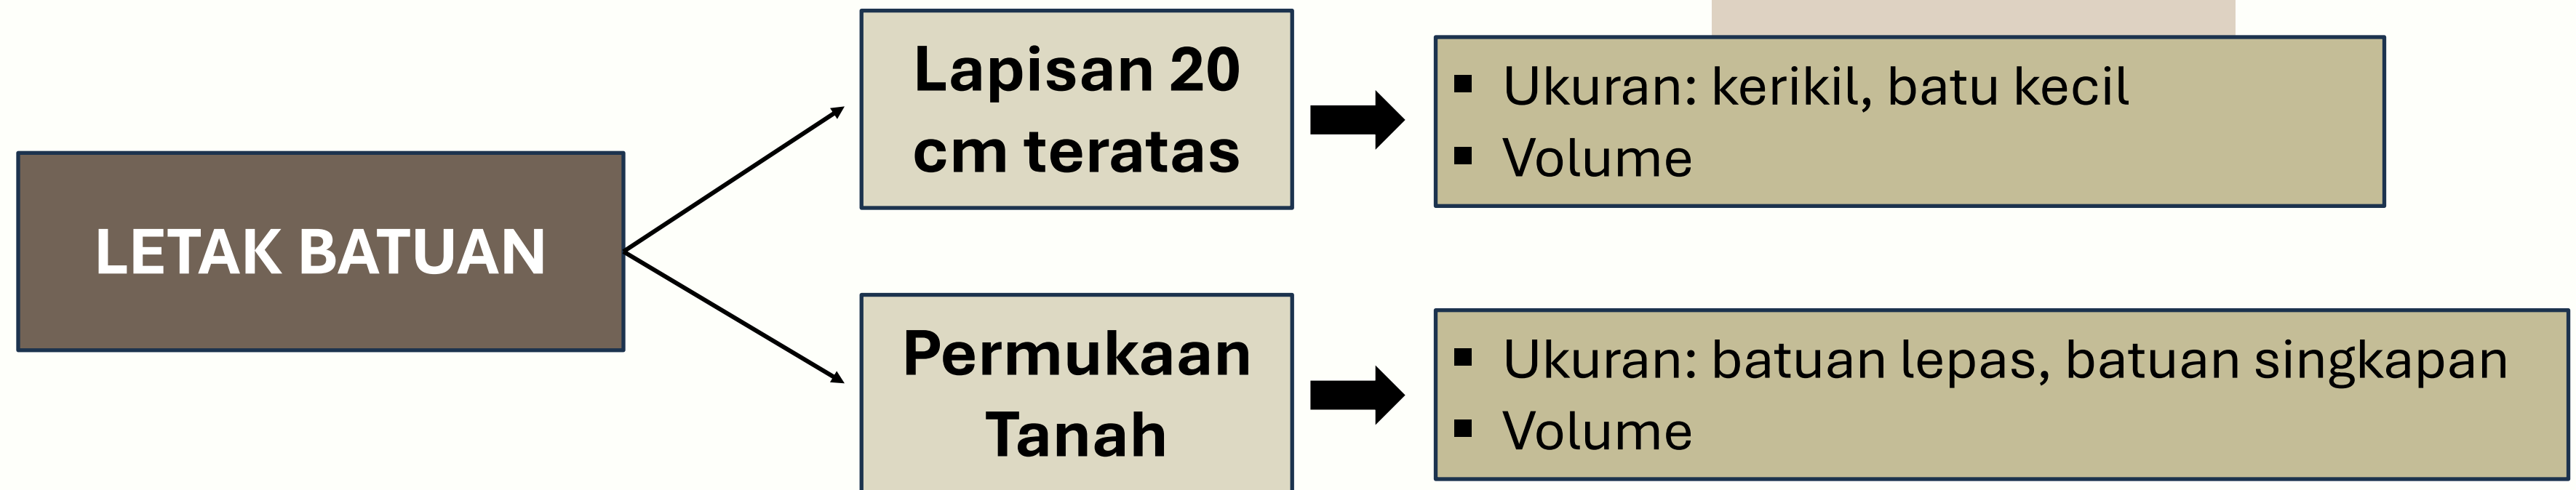 LETAK BATUAN
Lapisan 20
cm teratas
▪ Ukuran: kerikil, batu kecil
▪ Volume
Permukaan
Tanah
▪ Ukuran: batuan lepas, batuan singkapan
▪ Volume